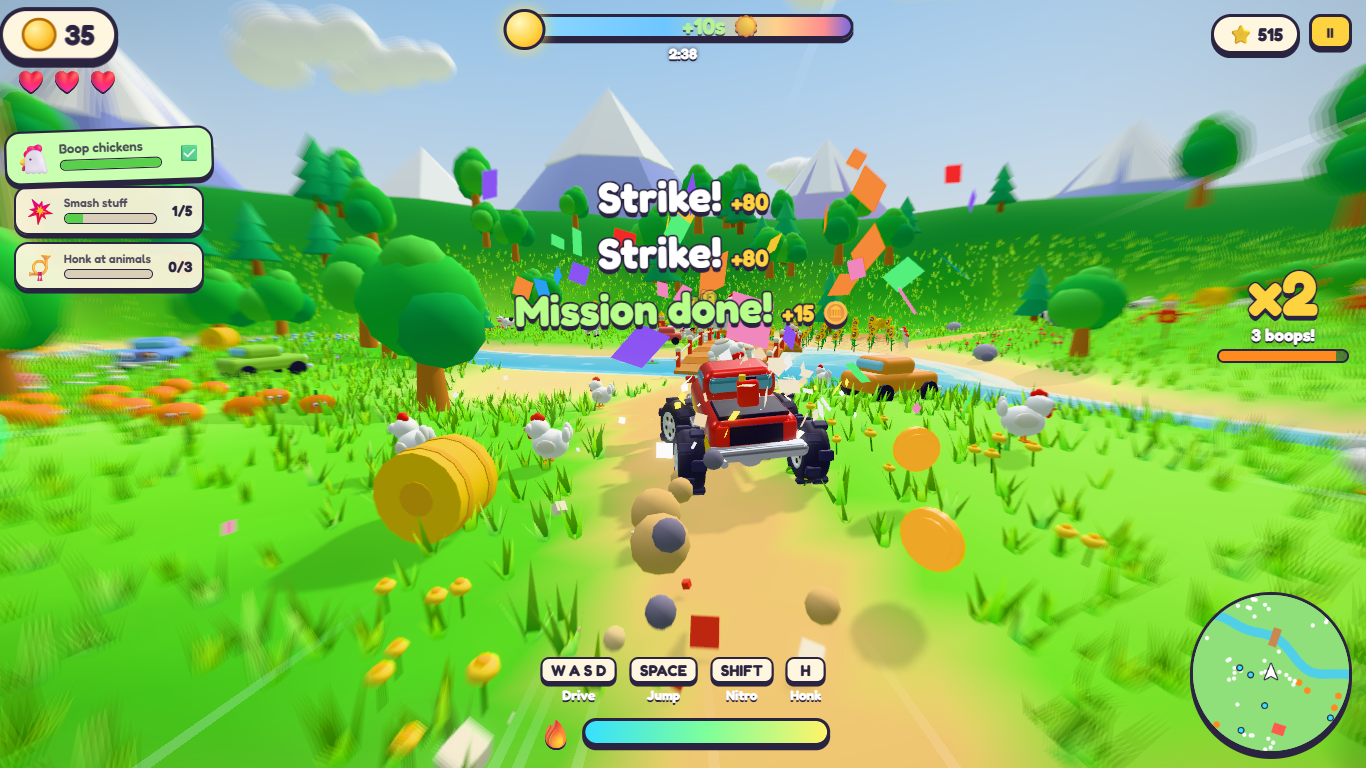 35
+10s
2:38
515
Boop chickens
Smash stuff
1/5
Honk at animals
0/3
Strike! +80
Strike! +80
Mission done! +15
x2
3 boops!
W A S D
SPACE
SHIFT
H
Drive
Jump
Nitro
Honk